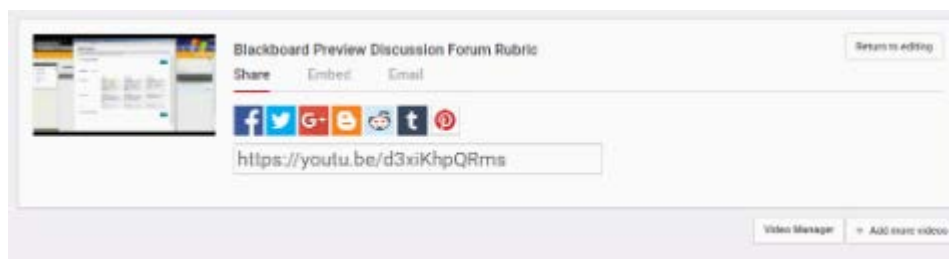 Blackboard Preview Discussion Forum Rubric
Return to editing
Share Embed Email
f G+ B t
https://youtu.be/d3xiKhpQRms
Video Manager + Add more videos